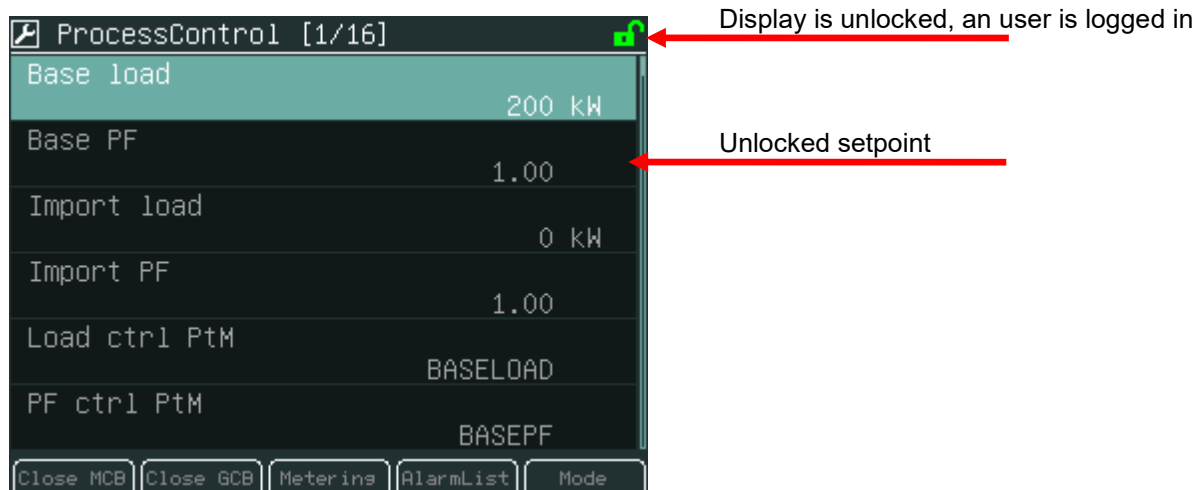 ProcessControl [1/16]
Display is unlocked, an user is logged in
Base load
200 kW
Base PF
1.00
Unlocked setpoint
Import load
0 kW
Import PF
1.00
Load ctrl PtM
BASELOAD
PF ctrl PtM
BASEPF
Close MCB Close GCB Metering AlarmList Mode